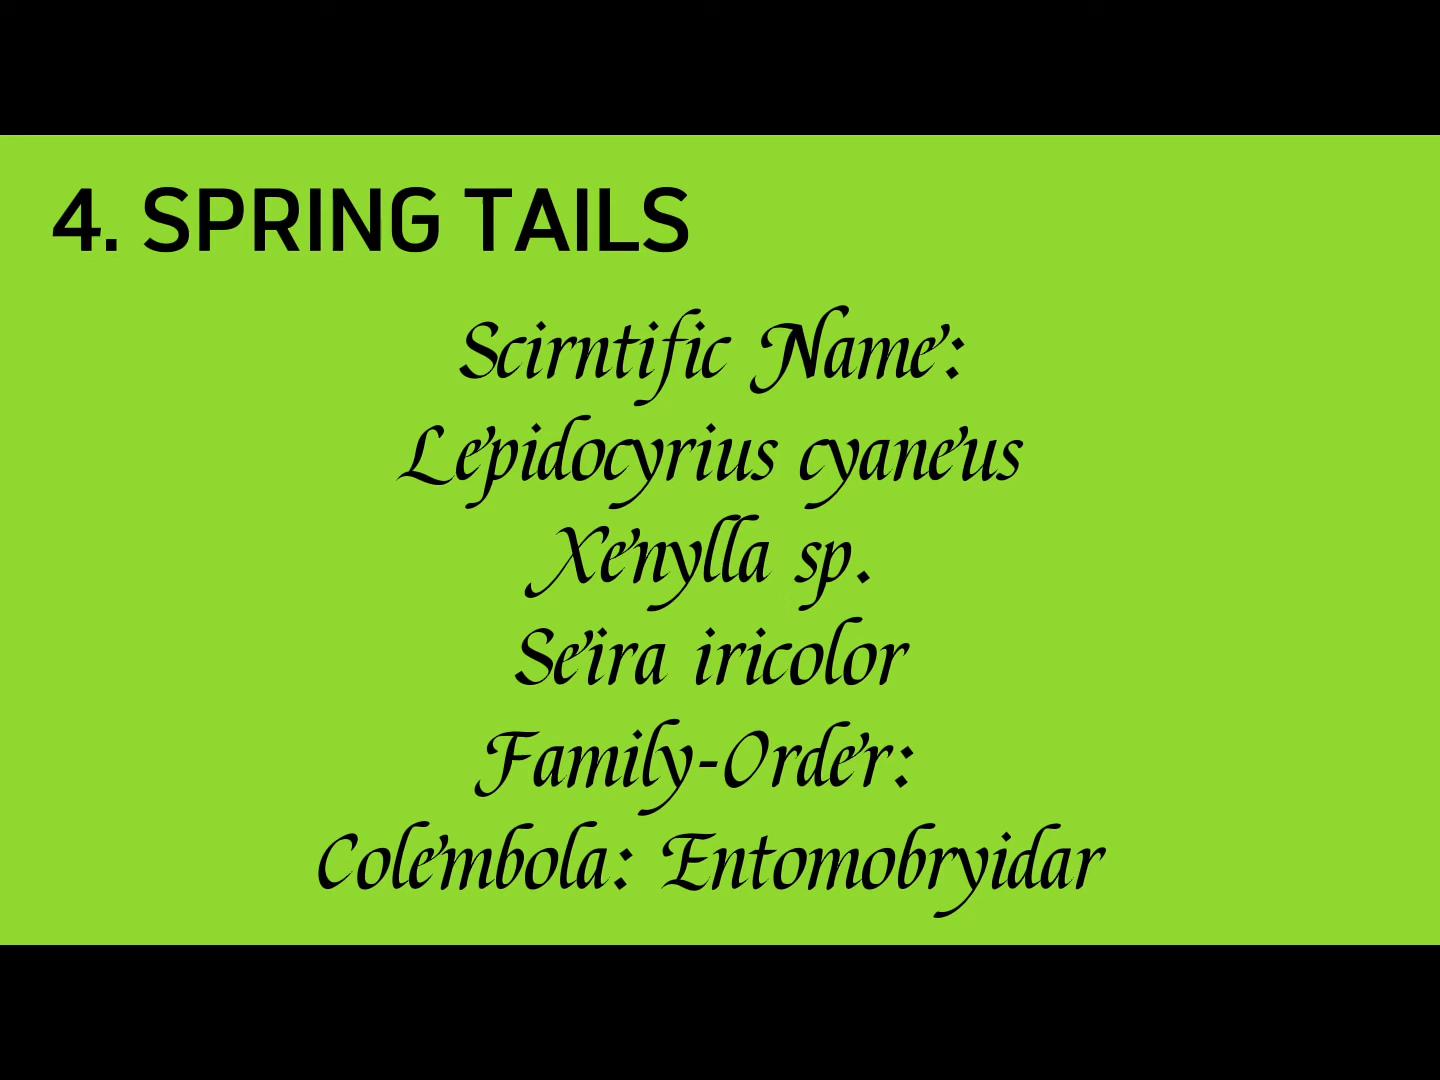 4. SPRING TAILS
Scirntific Name:
Lepidocyrius cyaneus
Xenylla sp.
Seira iricolor
Family-Order:
Colembola: Entomobryidar